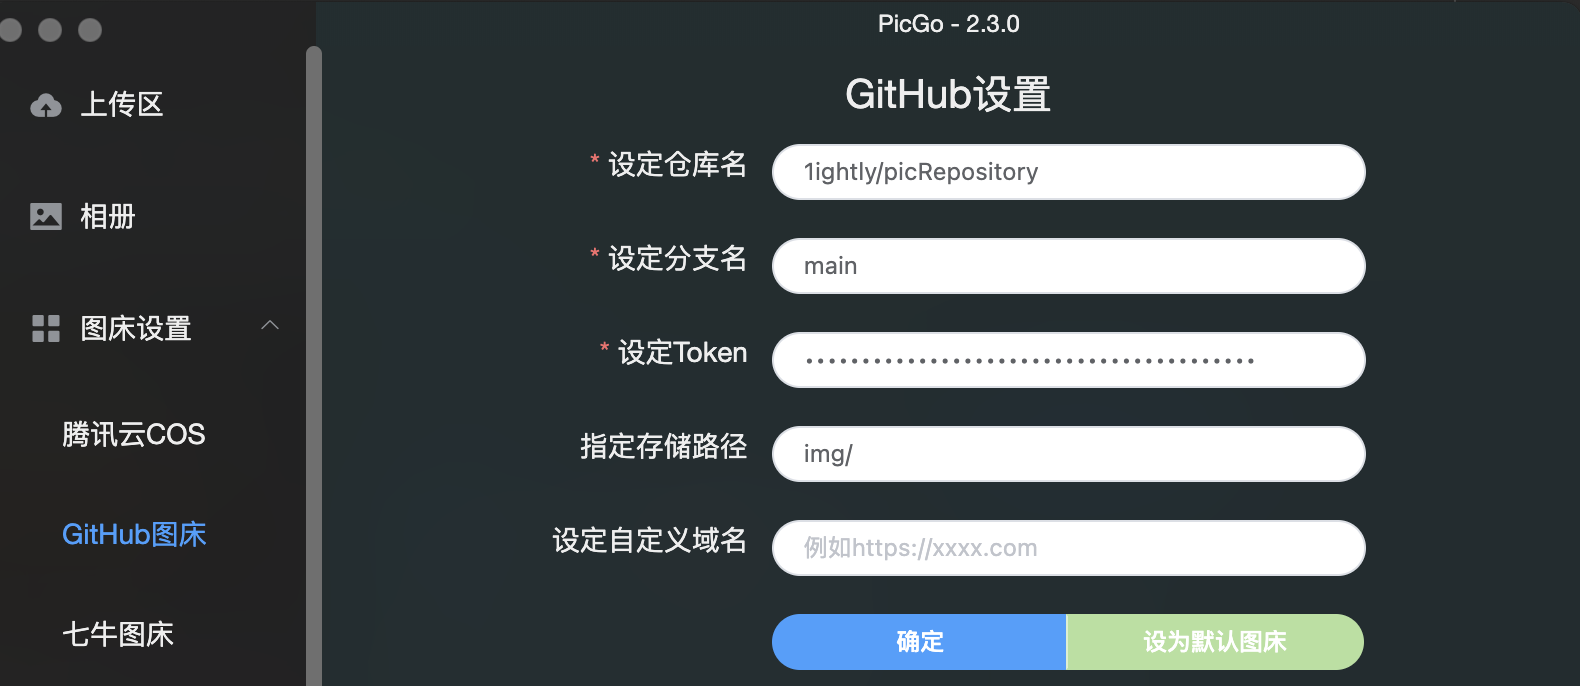 PicGo - 2.3.0
上传区
相册
图床设置
腾讯云COS
GitHub图床
七牛图床
GitHub设置
* 设定仓库名
1ightly/picRepository
* 设定分支名
main
* 设定Token
指定存储路径
img/
设定自定义域名
例如https://xxxx.com
确定
设为默认图床